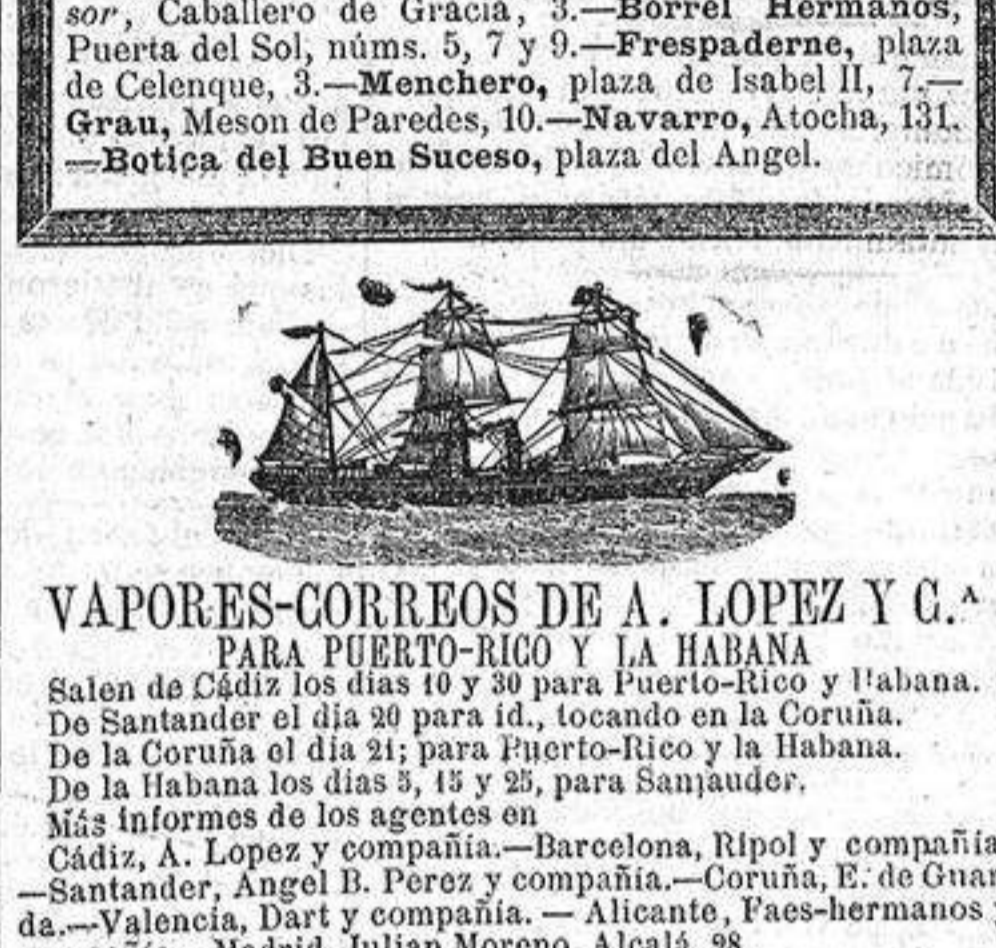 sor, Caballero de Gracia, 3.—Borrel Hermanos,
Puerta del Sol, núms. 5, 7 y 9.—Frespaderne, plaza
de Celenque, 3.—Menchero, plaza de Isabel II, 7.—
Grau, Meson de Paredes, 10.—Navarro, Atocha, 131.
—Botica del Buen Suceso, plaza del Angel.
VAPORES-CORREOS DE A. LOPEZ Y C.ᴬ
PARA PUERTO-RICO Y LA HABANA
Salen de Cádiz los dias 10 y 30 para Puerto-Rico y Habana.
De Santander el dia 20 para id., tocando en la Coruña.
De la Coruña el dia 21; para Puerto-Rico y la Habana.
De la Habana los dias 5, 15 y 25, para Santander.
Más informes de los agentes en
Cádiz, A. Lopez y compañía.—Barcelona, Ripol y compañía
—Santander, Angel B. Perez y compañía.—Coruña, E. de Guar
da.—Valencia, Dart y compañía. — Alicante, Faes-hermanos
Madrid, Julian Moreno, Alcalá, 28.